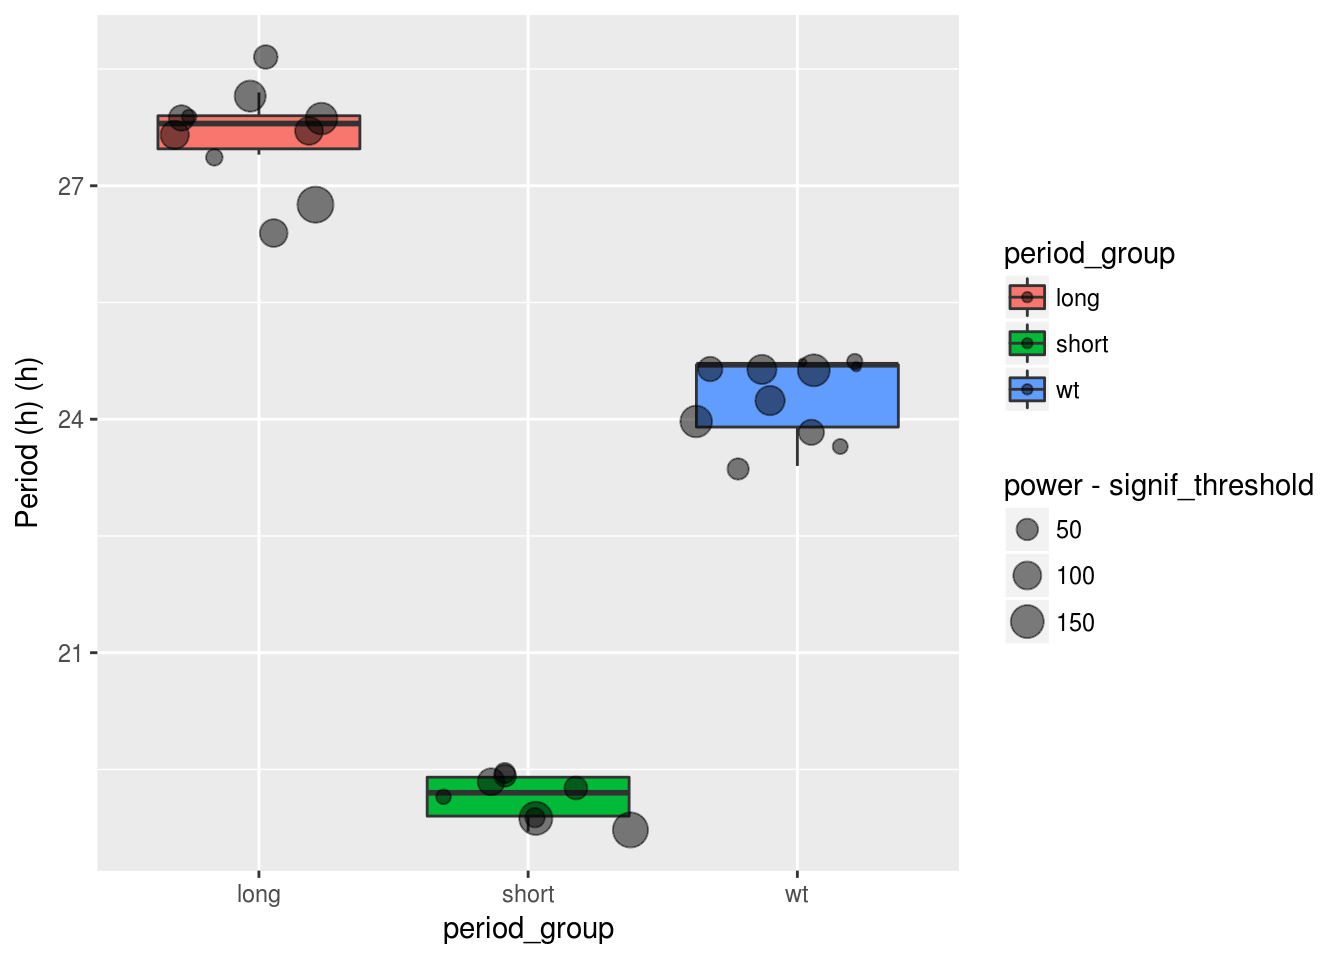 Period (h) (h)
27
24
21
long
short
wt
period_group
period_group
long
short
wt
power - signif_threshold
50
100
150